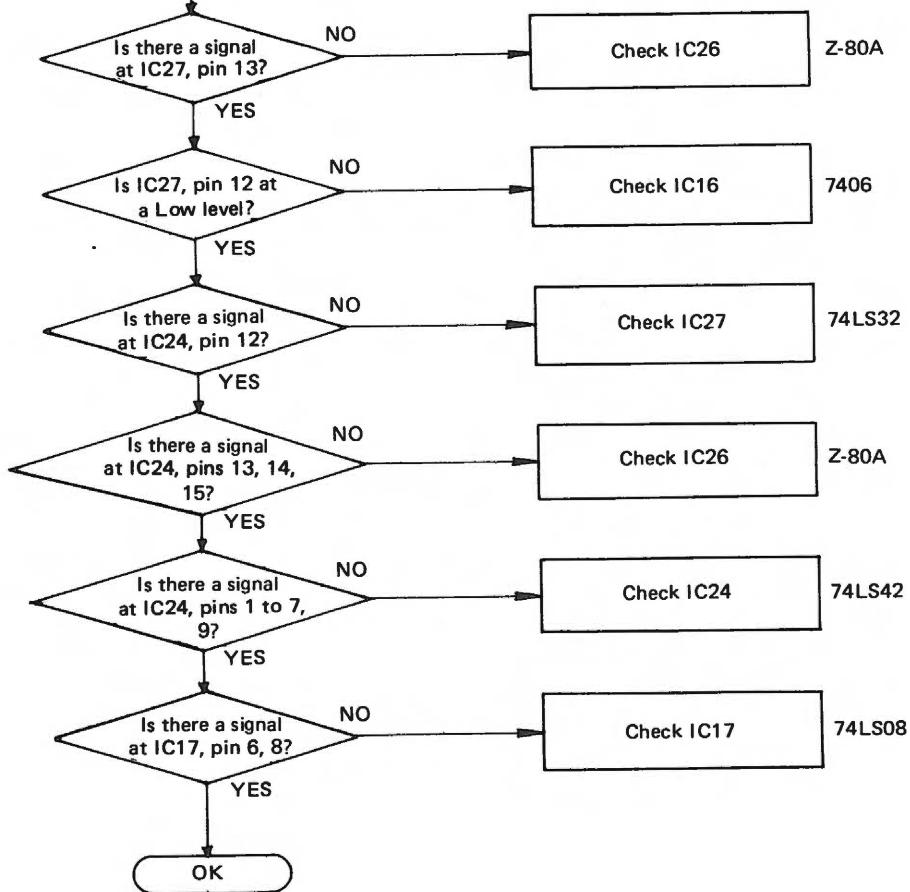 Is there a signal
at IC27, pin 13?
NO
Check IC26
Z-80A
YES
Is IC27, pin 12 at
a Low level?
NO
Check IC16
7406
YES
Is there a signal
at IC24, pin 12?
NO
Check IC27
74LS32
YES
Is there a signal
at IC24, pins 13, 14,
15?
NO
Check IC26
Z-80A
YES
Is there a signal
at IC24, pins 1 to 7,
9?
NO
Check IC24
74LS42
YES
Is there a signal
at IC17, pin 6, 8?
NO
Check IC17
74LS08
YES
OK